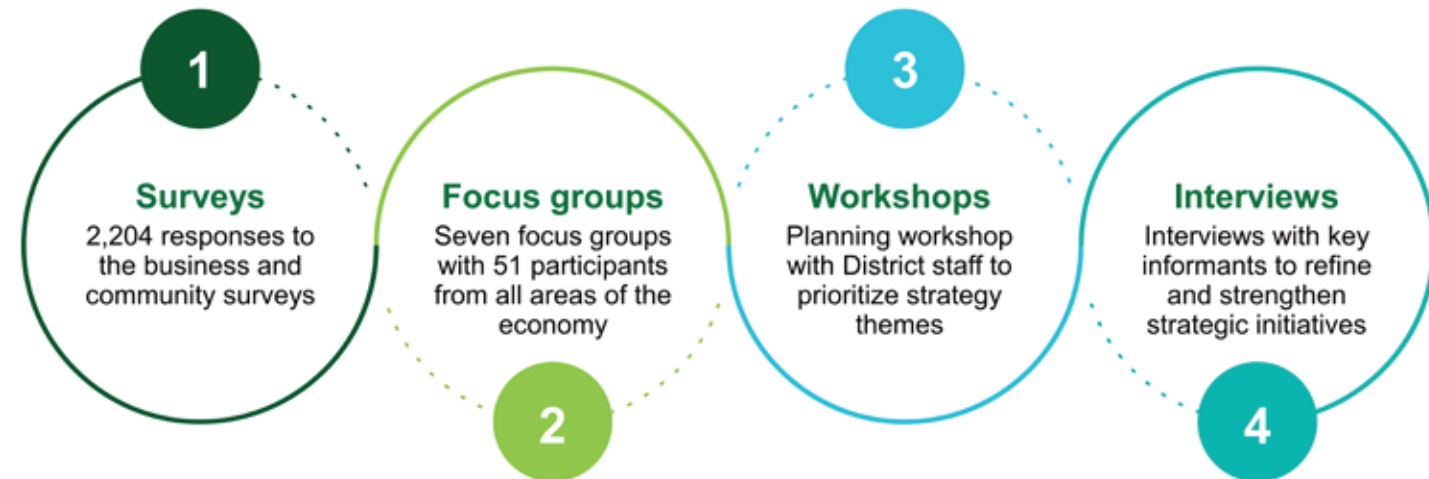 1
Surveys
2,204 responses to
the business and
community surveys
Focus groups
Seven focus groups
with 51 participants
from all areas of the
economy
2
3
Workshops
Planning workshop
with District staff to
prioritize strategy
themes
Interviews
Interviews with key
informants to refine
and strengthen
strategic initiatives
4